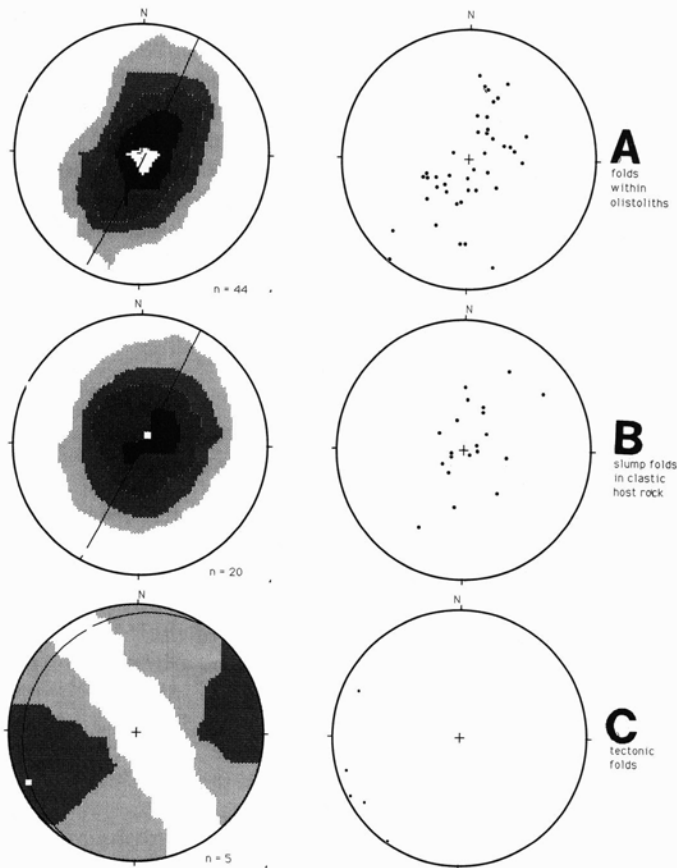 N
N
A
folds
within
olistoliths
n = 44
N
N
B
slump folds
in clastic
host rock
n = 20
N
N
C
tectonic
folds
n = 5